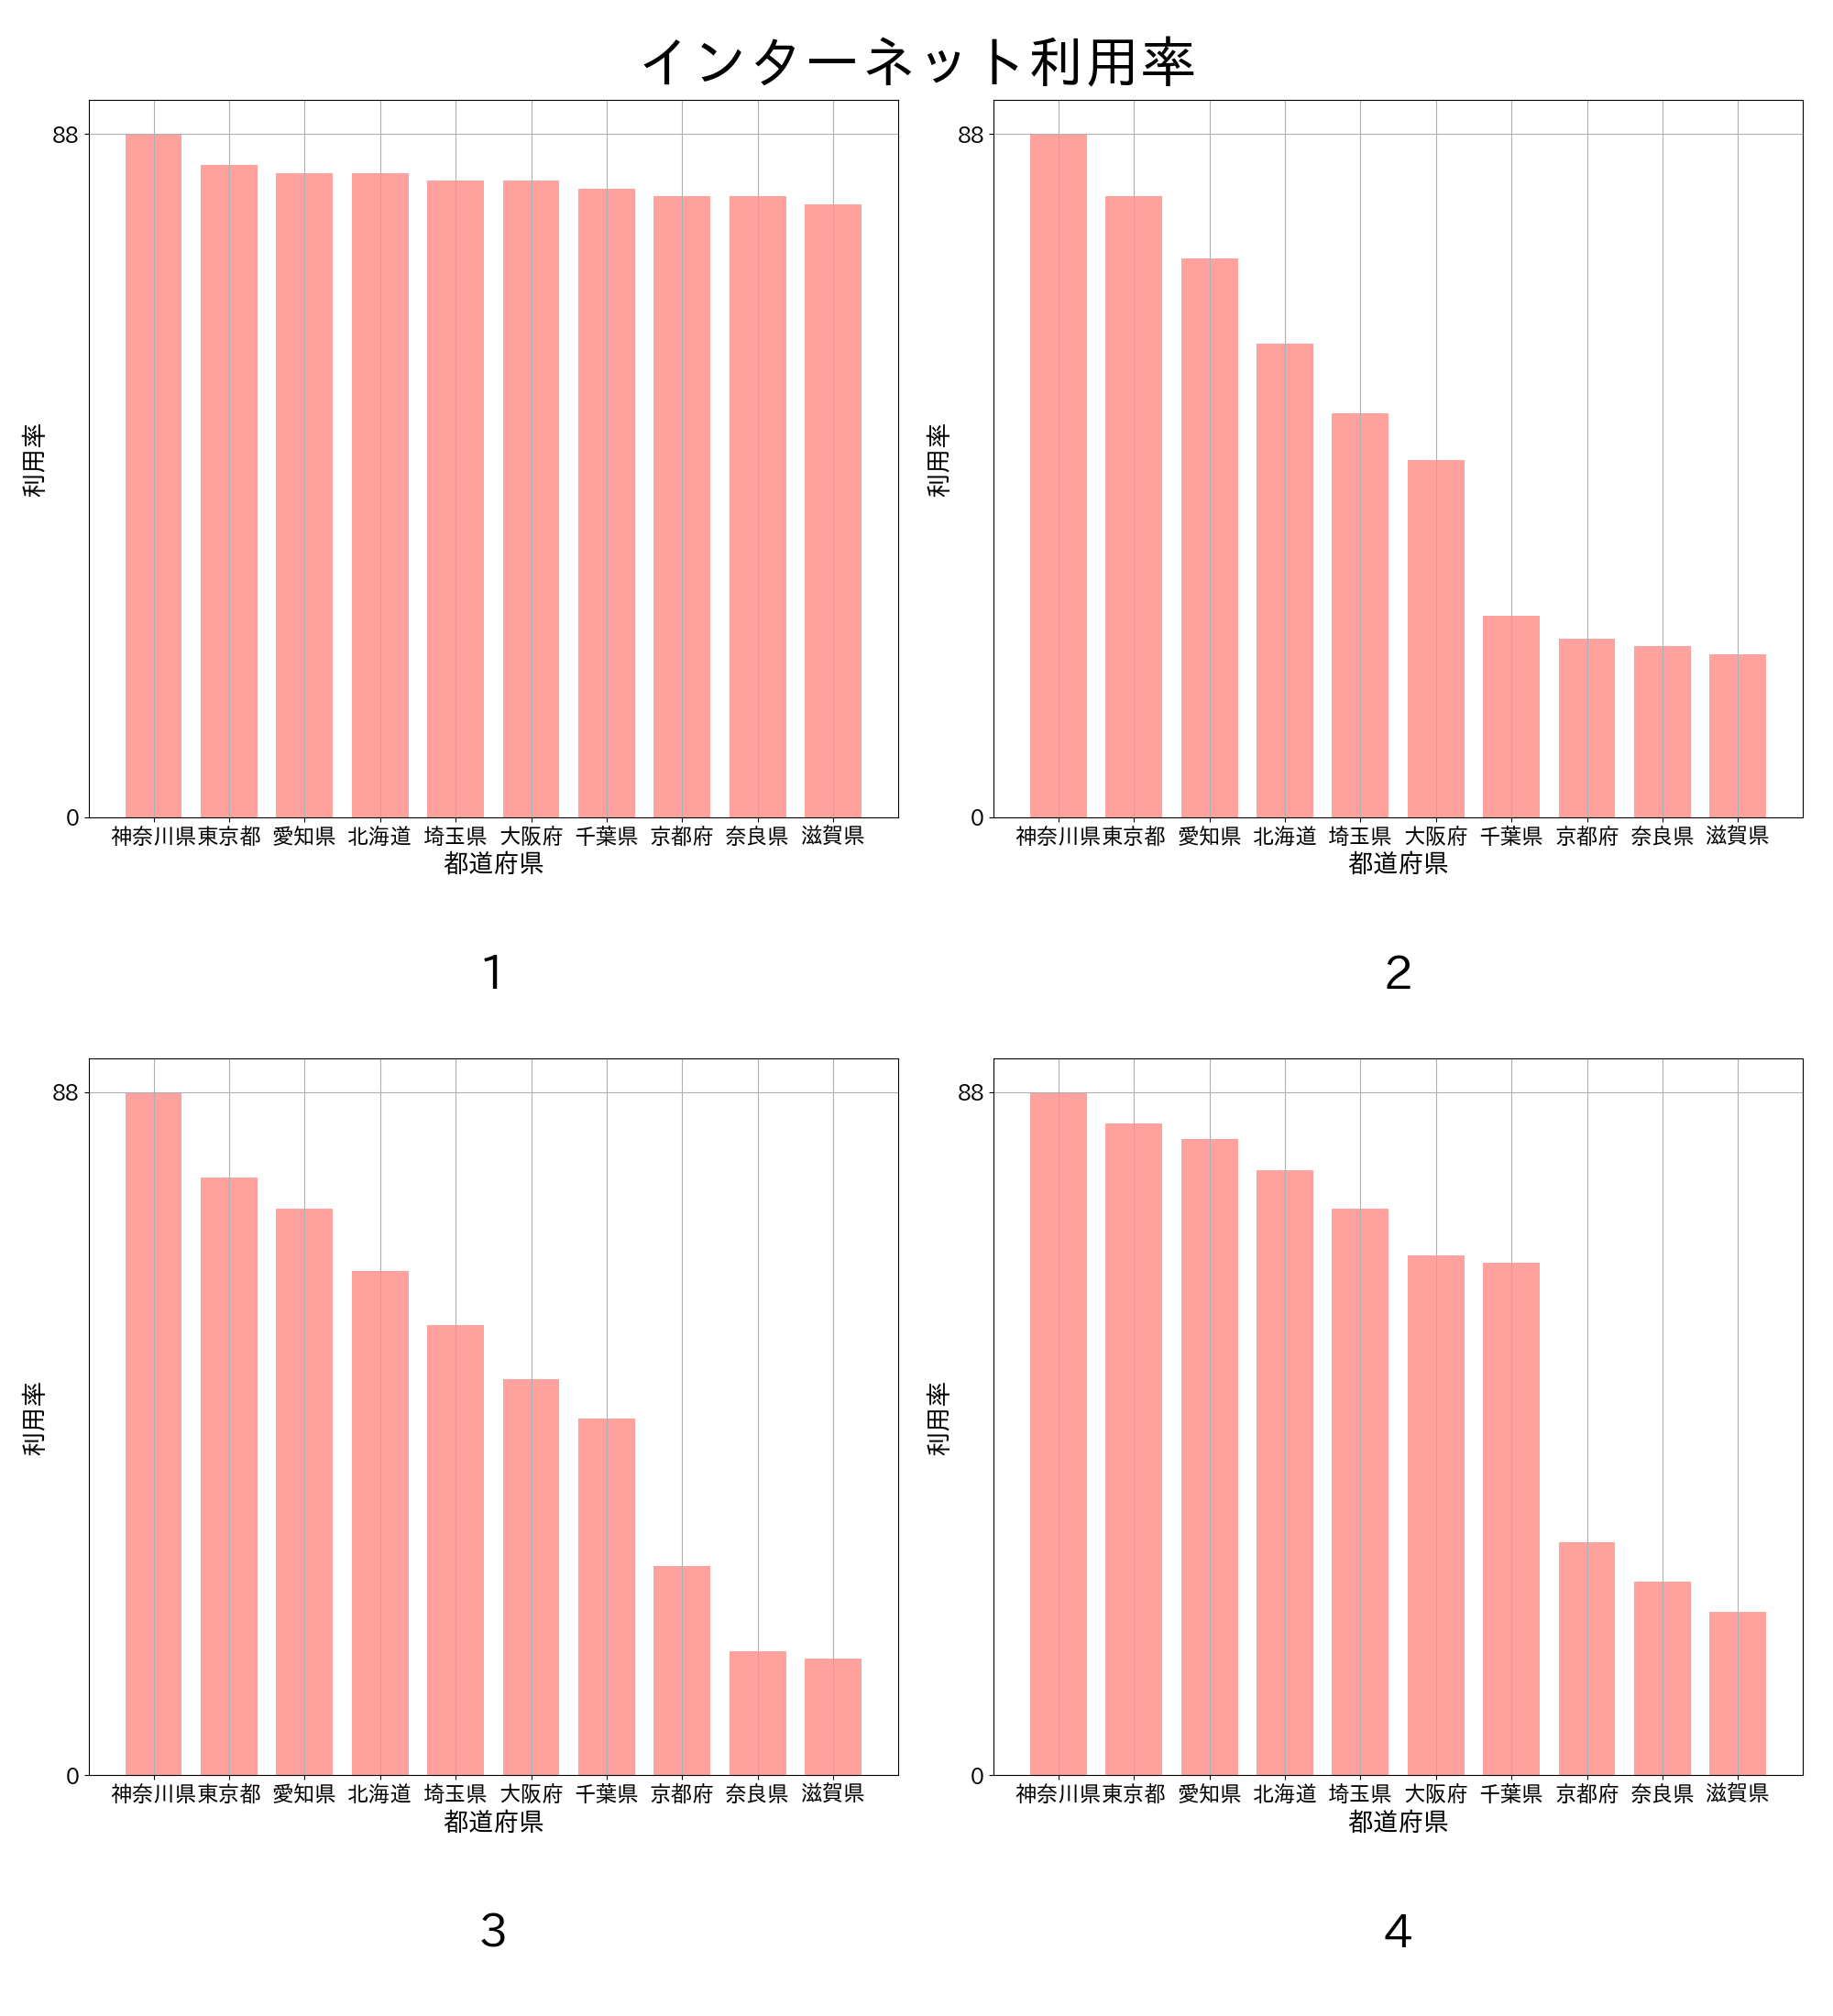 インターネット利用率
88
0
利用率
神奈川県 東京都 愛知県 北海道 埼玉県 大阪府 千葉県 京都府 奈良県 滋賀県
都道府県
1
88
0
利用率
神奈川県 東京都 愛知県 北海道 埼玉県 大阪府 千葉県 京都府 奈良県 滋賀県
都道府県
2
88
0
利用率
神奈川県 東京都 愛知県 北海道 埼玉県 大阪府 千葉県 京都府 奈良県 滋賀県
都道府県
3
88
0
利用率
神奈川県 東京都 愛知県 北海道 埼玉県 大阪府 千葉県 京都府 奈良県 滋賀県
都道府県
4